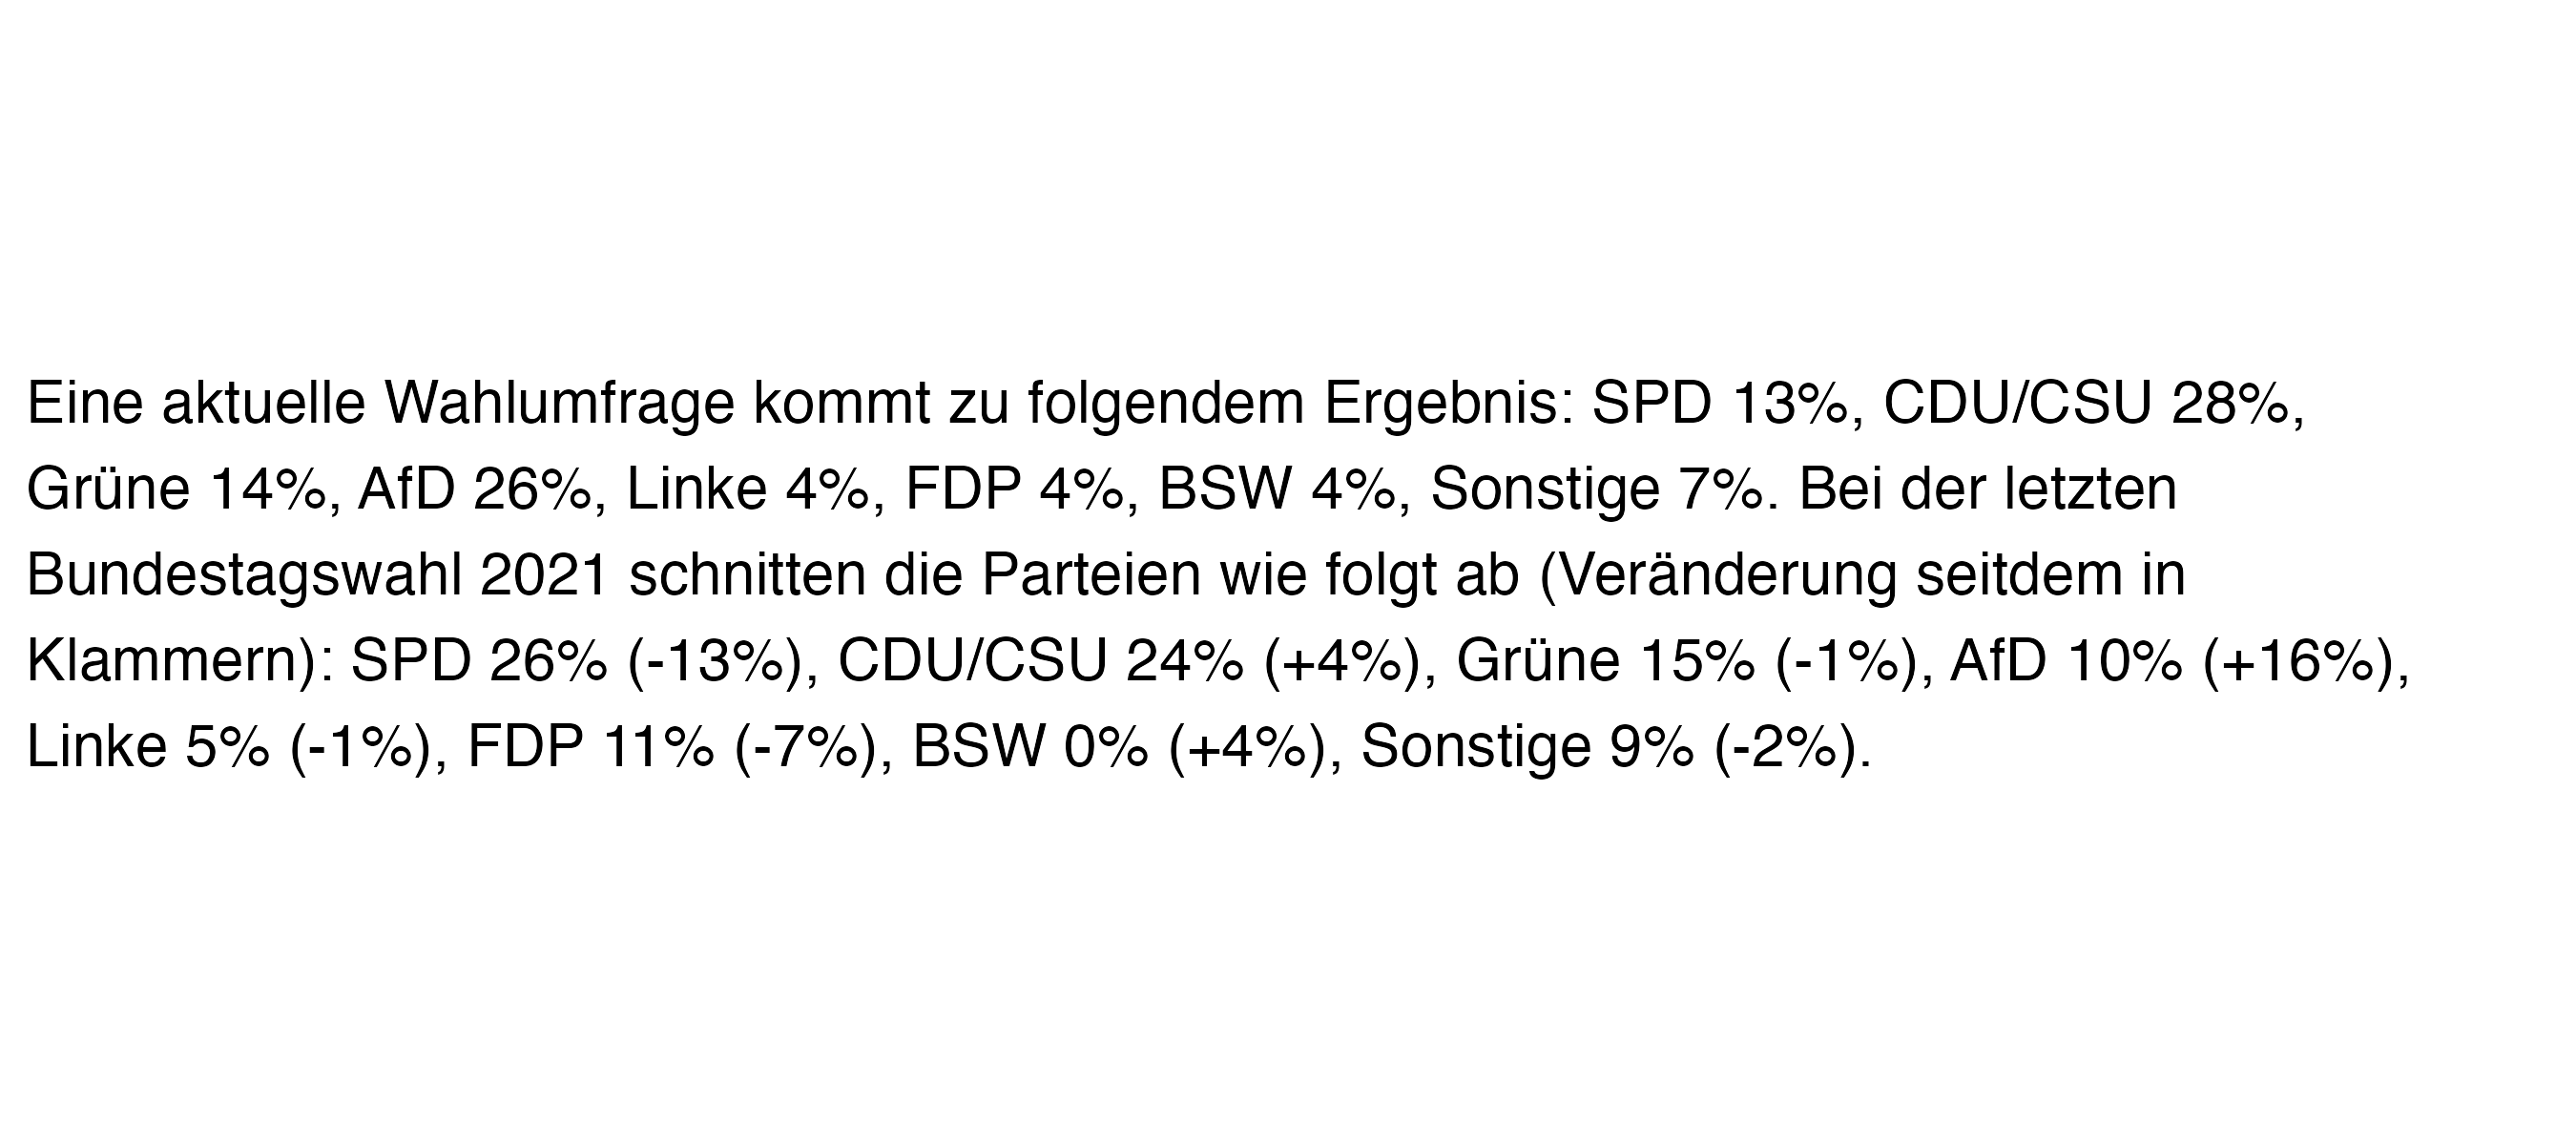 Eine aktuelle Wahlumfrage kommt zu folgendem Ergebnis: SPD 13%, CDU/CSU 28%,
Grüne 14%, AfD 26%, Linke 4%, FDP 4%, BSW 4%, Sonstige 7%. Bei der letzten
Bundestagswahl 2021 schnitten die Parteien wie folgt ab (Veränderung seitdem in
Klammern): SPD 26% (-13%), CDU/CSU 24% (+4%), Grüne 15% (-1%), AfD 10% (+16%),
Linke 5% (-1%), FDP 11% (-7%), BSW 0% (+4%), Sonstige 9% (-2%).